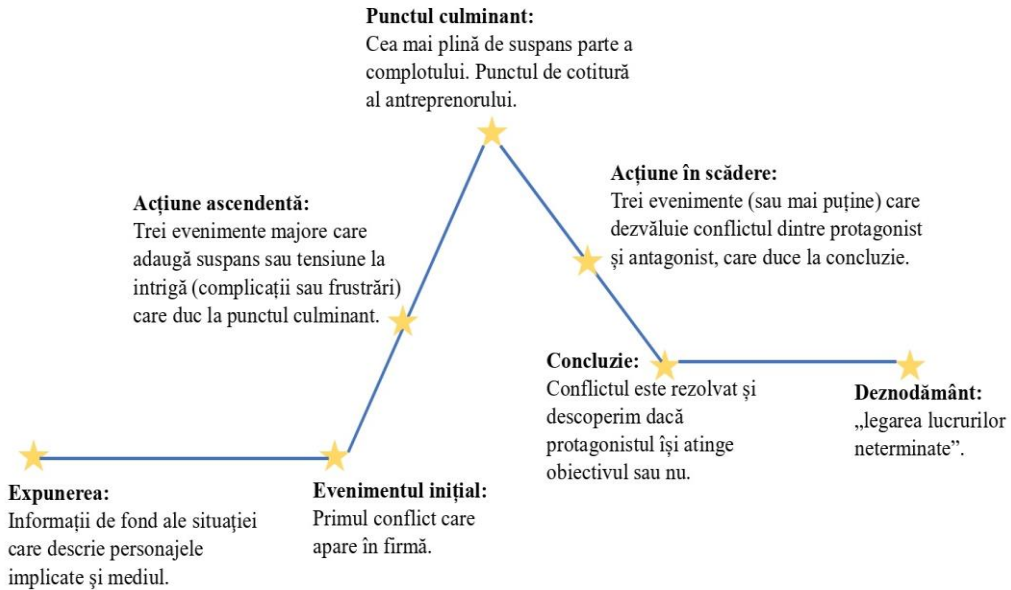 Punctul culminant:
Cea mai plină de suspans parte a
complotului. Punctul de cotitură
al antreprenorului.
Acțiune ascendentă:
Trei evenimente majore care
adaugă suspans sau tensiune la
intrigă (complicații sau frustrări)
care duc la punctul culminant.
Acțiune în scădere:
Trei evenimente (sau mai puține) care
dezvăluie conflictul dintre protagonist
și antagonist, care duce la concluzie.
Concluzie:
Conflictul este rezolvat și
descoperim dacă
protagonistul își atinge
obiectivul sau nu.
Deznodământ:
„legarea lucrurilor
neterminate”.
Expunerea:
Informații de fond ale situaţiei
care descrie personajele
implicate şi mediul.
Evenimentul inițial:
Primul conflict care
apare în firmă.